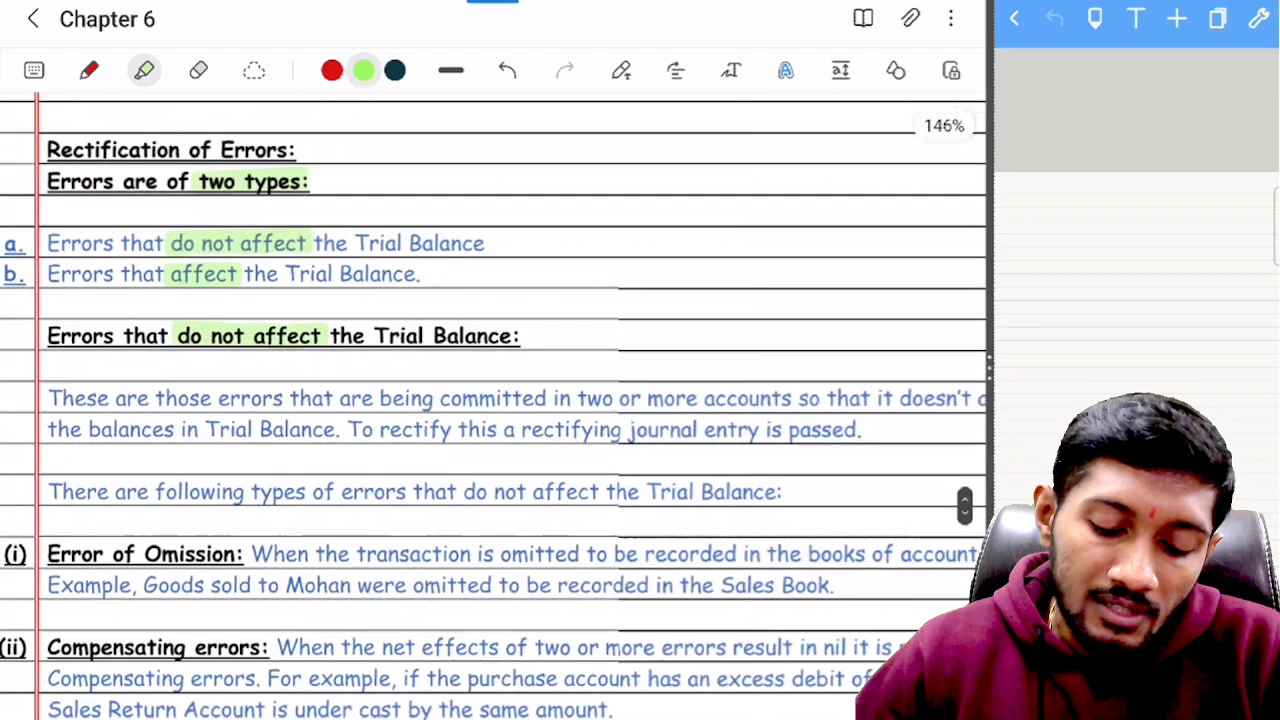 Chapter 6
146%
Rectification of Errors:
Errors are of two types:
a. Errors that do not affect the Trial Balance
b. Errors that affect the Trial Balance.
Errors that do not affect the Trial Balance:
These are those errors that are being committed in two or more accounts so that it doesn't
the balances in Trial Balance. To rectify this a rectifying journal entry is passed.
There are following types of errors that do not affect the Trial Balance:
(i) Error of Omission: When the transaction is omitted to be recorded in the books of account
Example, Goods sold to Mohan were omitted to be recorded in the Sales Book.
(ii) Compensating errors: When the net effects of two or more errors result in nil it is
Compensating errors. For example, if the purchase account has an excess debit of
Sales Return Account is under cast by the same amount.